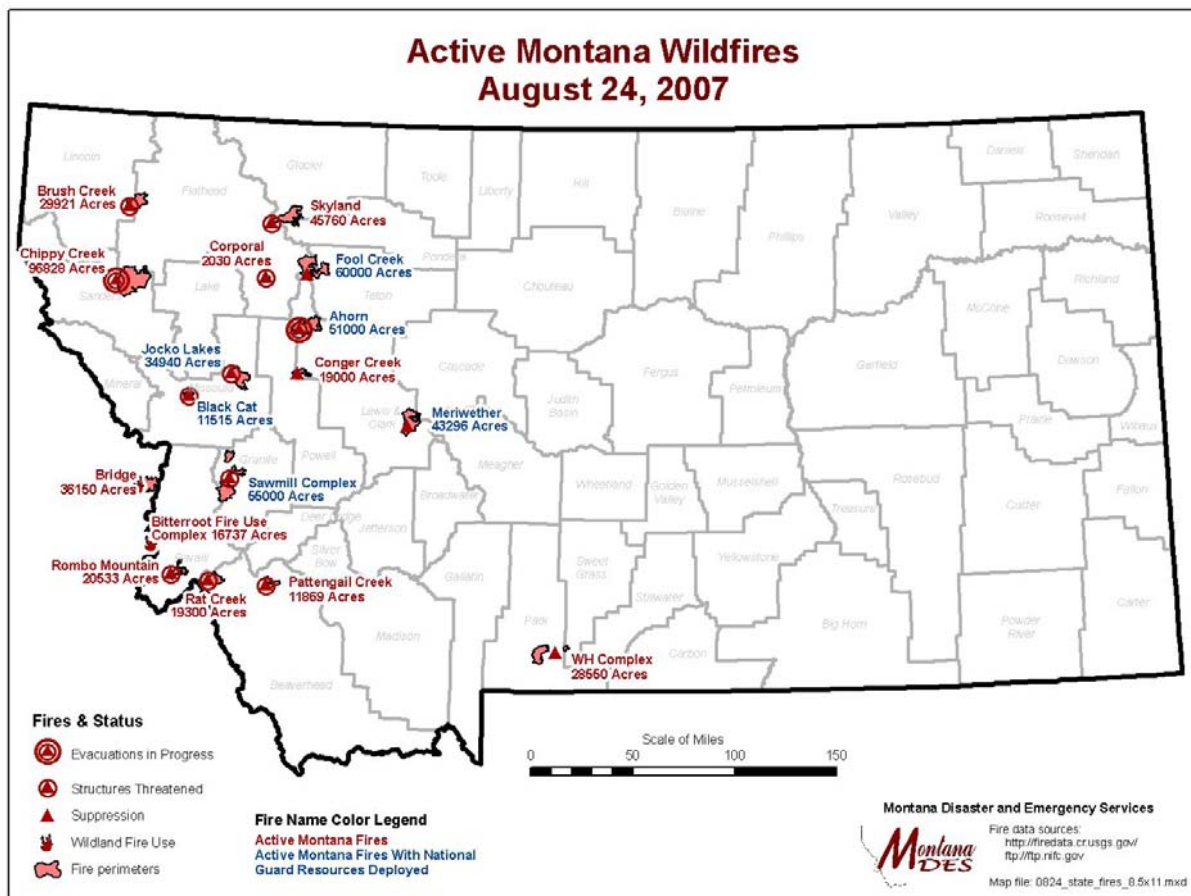 Active Montana Wildfires
August 24, 2007
Lincoln
Flathead
Glacier
Toole
Liberty
Hill
Blaine
Phillips
Valley
Daniels
Sheridan
Roosevelt
Brush Creek
29921 Acres
Skyland
45760 Acres
Corporal
2030 Acres
Fool Creek
60000 Acres
Pondera
Chippy Creek
96828 Acres
Sanders
Lake
Teton
Chouteau
Richland
McCone
Ahorn
51000 Acres
Jocko Lakes
34940 Acres
Conger Creek
19000 Acres
Cascade
Fergus
Garfield
Dawson
Mineral
Missoula
Black Cat
11515 Acres
Judith
Basin
Petroleum
Lewis &
Clark
Meriwether
43296 Acres
Prairie
Wibaux
Granite
Powell
Meagher
Bridge
36150 Acres
Sawmill Complex
55000 Acres
Wheatland
Golden
Valley
Musselshell
Rosebud
Fallon
Custer
Broadwater
Treasure
Deer Lodge
Jefferson
Bitterroot Fire Use
Complex 16737 Acres
Ravalli
Silver
Bow
Sweet
Grass
Yellowstone
Rombo Mountain
20533 Acres
Rat Creek
19300 Acres
Pattengail Creek
11869 Acres
Gallatin
Park
Stillwater
Big Horn
Powder
River
Carter
Madison
Carbon
WH Complex
28550 Acres
Beaverhead
Fires & Status
Evacuations in Progress
Structures Threatened
Suppression
Wildland Fire Use
Fire perimeters
Fire Name Color Legend
Active Montana Fires
Active Montana Fires With National
Guard Resources Deployed
Scale of Miles
0 50 100 150
Montana Disaster and Emergency Services
Montana
DES
Fire data sources:
http://firedata.cr.usgs.gov/
ftp://ftp.nifc.gov
Map file: 0824_state_fires_8.5x11.mxd